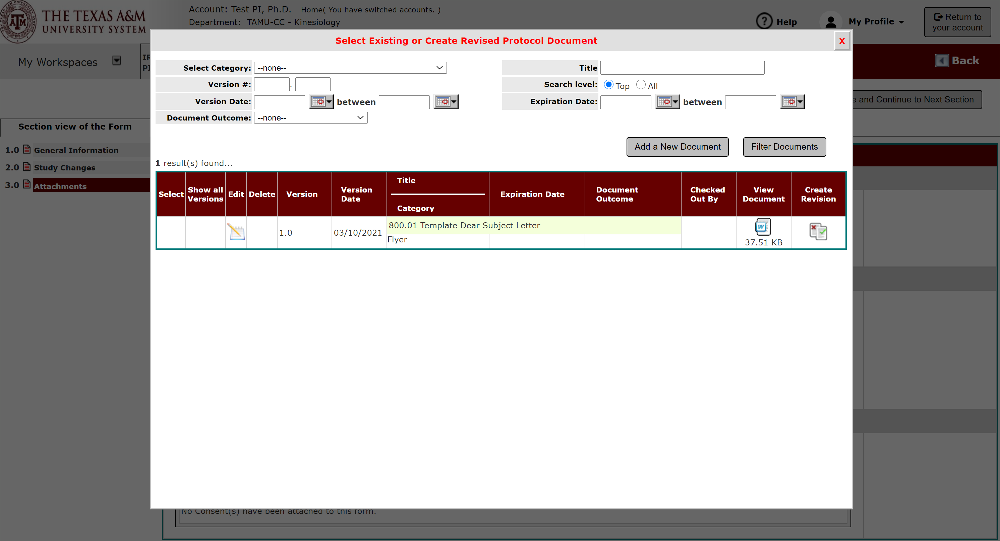 THE TEXAS A&M
UNIVERSITY SYSTEM
Account: Test PI, Ph.D. Home( You have switched accounts. )
Department: TAMU-CC - Kinesiology
? Help
My Profile
Return to
your account
My Workspaces
IR
PI
Back
e and Continue to Next Section
Section view of the Form
1.0 General Information
2.0 Study Changes
3.0 Attachments
Select Existing or Create Revised Protocol Document
X
Select Category: --none--
Title
Version #: .
Search level: Top All
Version Date: between
Expiration Date: between
Document Outcome: --none--
Add a New Document
Filter Documents
1 result(s) found...
Select
Show all
Versions
Edit
Delete
Version
Version
Date
Title
Category
Expiration Date
Document
Outcome
Checked
Out By
View
Document
Create
Revision
1.0
03/10/2021
800.01 Template Dear Subject Letter
Flyer
W
37.51 KB
No Consent(s) have been attached to this form.